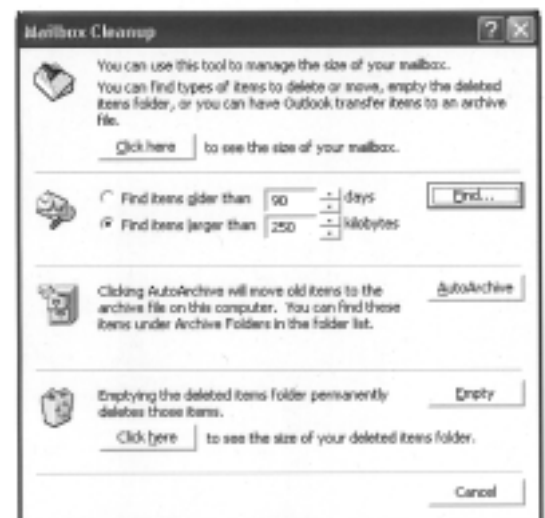 Mailbox Cleanup
You can use this tool to manage the size of your mailbox.
You can find types of items to delete or move, empty the deleted
items folder, or you can have Outlook transfer items to an archive
file.
Click here to see the size of your mailbox.
Find items older than 90 days Find...
Find items larger than 250 kilobytes
Clicking AutoArchive will move old items to the AutoArchive
archive file on this computer. You can find these
items under Archive Folders in the folder list.
Emptying the deleted items folder permanently Empty
deletes those items.
Click here to see the size of your deleted items folder.
Cancel